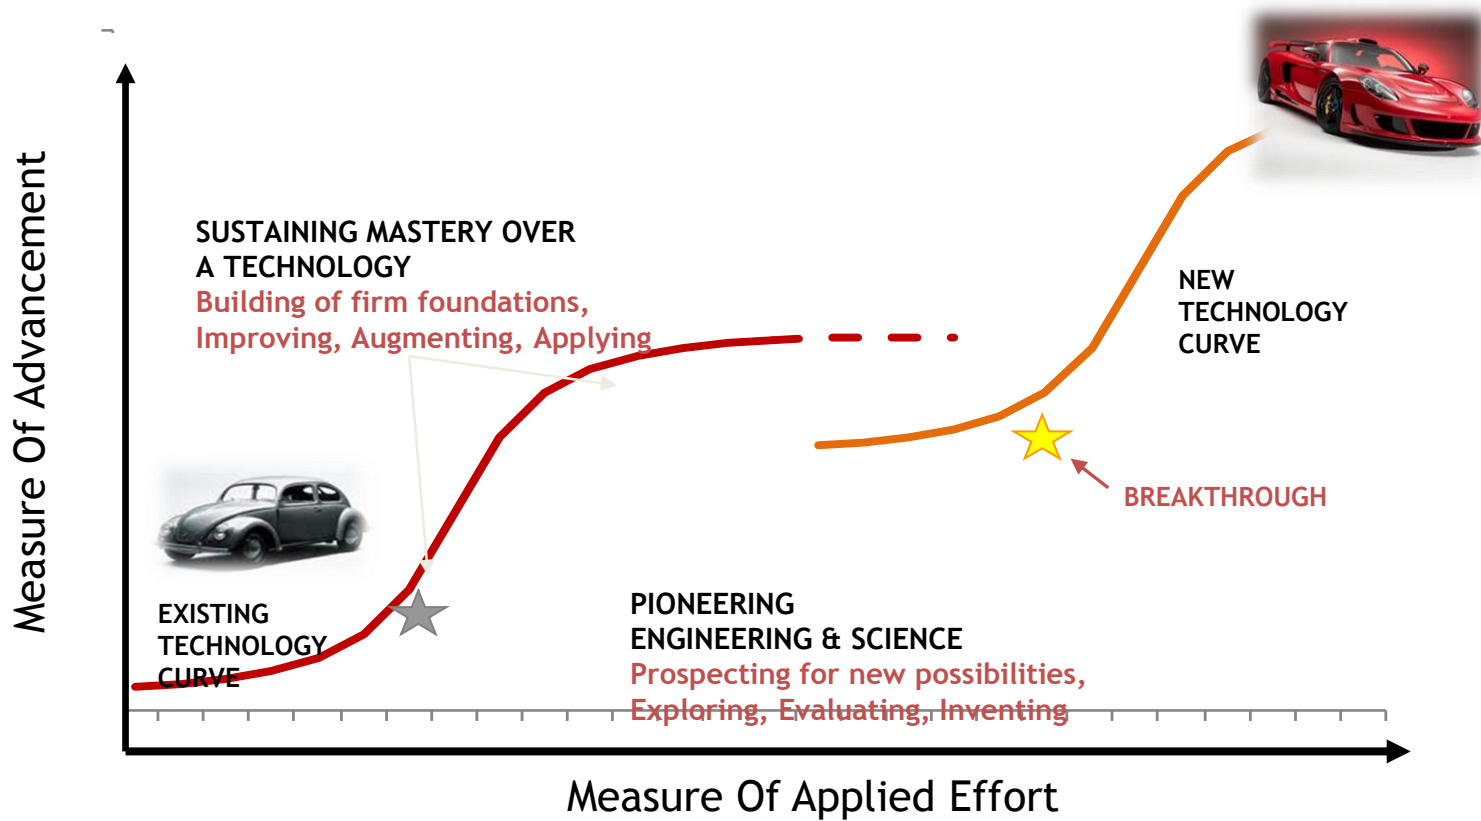 Measure Of Advancement
SUSTAINING MASTERY OVER
A TECHNOLOGY
Building of firm foundations,
Improving, Augmenting, Applying
NEW
TECHNOLOGY
CURVE
BREAKTHROUGH
EXISTING
TECHNOLOGY
CURVE
PIONEERING
ENGINEERING & SCIENCE
Prospecting for new possibilities,
Exploring, Evaluating, Inventing
Measure Of Applied Effort